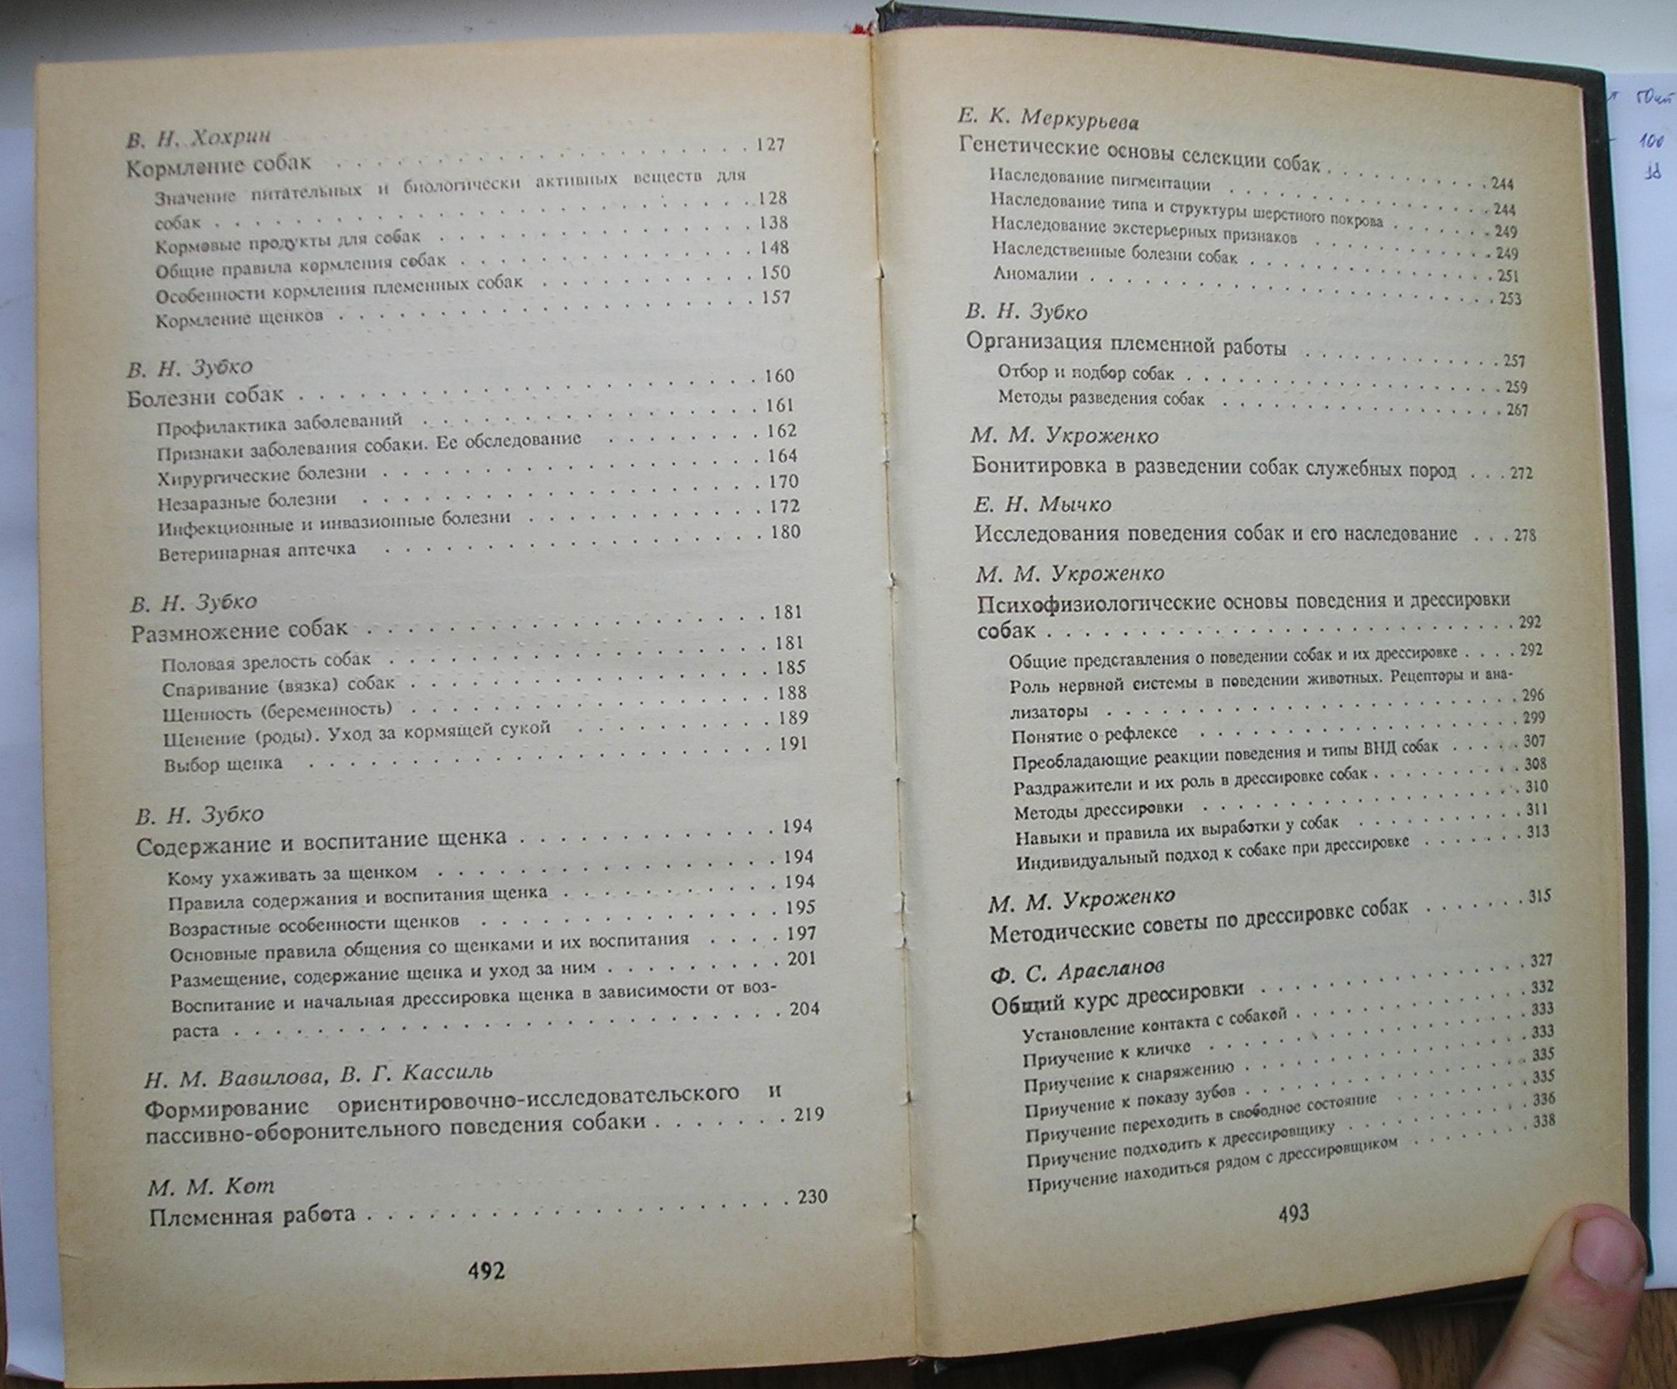 В. Н. Хохрин
Кормление собак . . . . . . . . . . . . . . . . . . 127
Значение питательных и биологически активных веществ для
собак . . . . . . . . . . . . . . . . . . . . . . 128
Кормовые продукты для собак . . . . . . . . . . . . . 138
Общие правила кормления собак . . . . . . . . . . . . 148
Особенности кормления племенных собак . . . . . . . . 150
Кормление щенков . . . . . . . . . . . . . . . . . 157
В. Н. Зубко
Болезни собак . . . . . . . . . . . . . . . . . . . 160
Профилактика заболеваний . . . . . . . . . . . . . . 161
Признаки заболевания собаки. Ее обследование . . . . . . 162
Хирургические болезни . . . . . . . . . . . . . . . 164
Незаразные болезни . . . . . . . . . . . . . . . . 170
Инфекционные и инвазионные болезни . . . . . . . . . 172
Ветеринарная аптечка . . . . . . . . . . . . . . . 180
В. Н. Зубко
Размножение собак . . . . . . . . . . . . . . . . . 181
Половая зрелость собак . . . . . . . . . . . . . . . 181
Спаривание (вязка) собак . . . . . . . . . . . . . . 185
Щенность (беременность) . . . . . . . . . . . . . . 188
Щенение (роды). Уход за кормящей сукой . . . . . . . . 189
Выбор щенка . . . . . . . . . . . . . . . . . . . 191
В. Н. Зубко
Содержание и воспитание щенка . . . . . . . . . . . . 194
Кому ухаживать за щенком . . . . . . . . . . . . . . 194
Правила содержания и воспитания щенка . . . . . . . . 194
Возрастные особенности щенков . . . . . . . . . . . . 195
Основные правила общения со щенками и их воспитания . . . . 197
Размещение, содержание щенка и уход за ним . . . . . . . 201
Воспитание и начальная дрессировка щенка в зависимости от воз-
раста . . . . . . . . . . . . . . . . . . . . . . 204
Н. М. Вавилова, В. Г. Кассиль
Формирование ориентировочно-исследовательского и
пассивно-оборонительного поведения собаки . . . . . . . 219
М. М. Кот
Племенная работа . . . . . . . . . . . . . . . . . 230
492
Е. К. Меркурьева
Генетические основы селекции собак . . . . . . . . . . 244
Наследование пигментации . . . . . . . . . . . . . . 244
Наследование типа и структуры шерстного покрова . . . . . 249
Наследование экстерьерных признаков . . . . . . . . . 249
Наследственные болезни собак . . . . . . . . . . . . 251
Аномалии . . . . . . . . . . . . . . . . . . . . 253
В. Н. Зубко
Организация племенной работы . . . . . . . . . . . . 257
Отбор и подбор собак . . . . . . . . . . . . . . . 259
Методы разведения собак . . . . . . . . . . . . . . 267
М. М. Укроженко
Бонитировка в разведении собак служебных пород . . . 272
Е. Н. Мычко
Исследования поведения собак и его наследование . . . 278
М. М. Укроженко
Психофизиологические основы поведения и дрессировки
собак . . . . . . . . . . . . . . . . . . . . . . 292
Общие представления о поведении собак и их дрессировке . . . . 292
Роль нервной системы в поведении животных. Рецепторы и ана-
лизаторы . . . . . . . . . . . . . . . . . . . . 296
Понятие о рефлексе . . . . . . . . . . . . . . . . 299
Преобладающие реакции поведения и типы ВНД собак . . . . . 307
Раздражители и их роль в дрессировке собак . . . . . . . . 308
Методы дрессировки . . . . . . . . . . . . . . . . 310
Навыки и правила их выработки у собак . . . . . . . . . 311
Индивидуальный подход к собаке при дрессировке . . . . . . 313
М. М. Укроженко
Методические советы по дрессировке собак . . . . . . . 315
Ф. С. Арасланов
Общий курс дрессировки . . . . . . . . . . . . . . 327
Установление контакта с собакой . . . . . . . . . . . 332
Приучение к кличке . . . . . . . . . . . . . . . . 333
Приучение к снаряжению . . . . . . . . . . . . . . 333
Приучение к показу зубов . . . . . . . . . . . . . . 335
Приучение переходить в свободное состояние . . . . . . . 335
Приучение подходить к дрессировщику . . . . . . . . . 336
Приучение находиться рядом с дрессировщиком . . . . . . 338
493
100